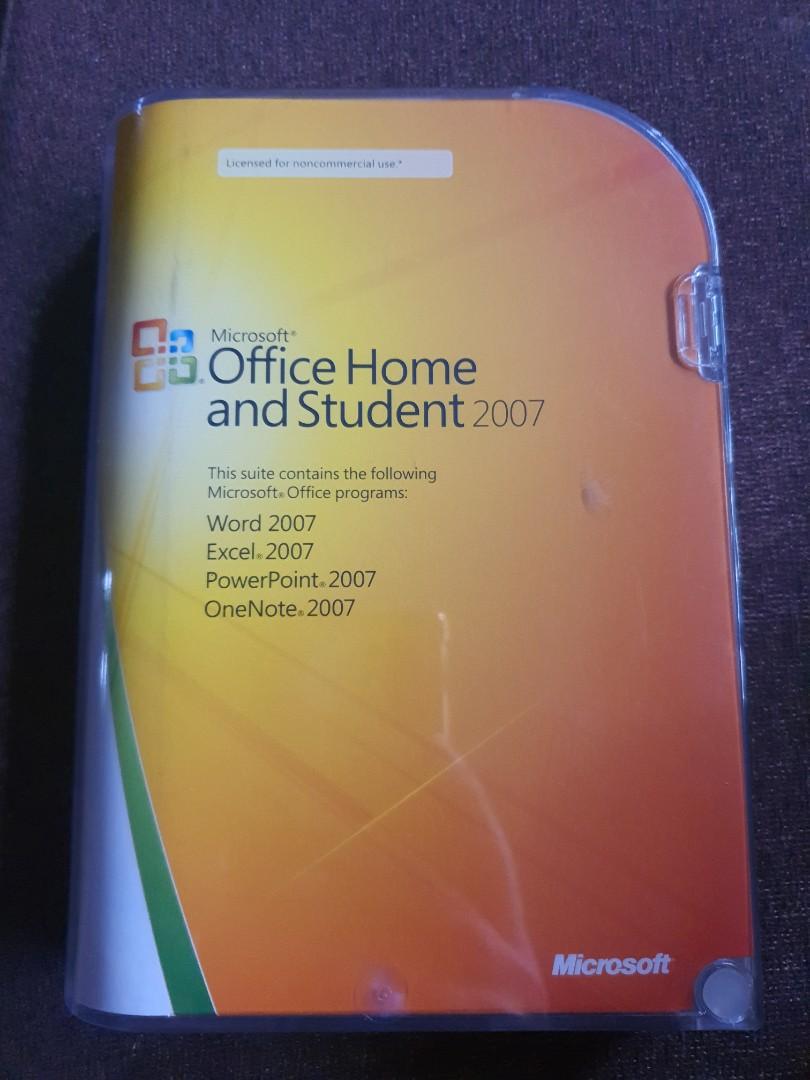 Licensed for noncommercial use.*
Microsoft®
Office Home
and Student 2007
This suite contains the following
Microsoft® Office programs:
Word 2007
Excel® 2007
PowerPoint® 2007
OneNote® 2007
Microsoft